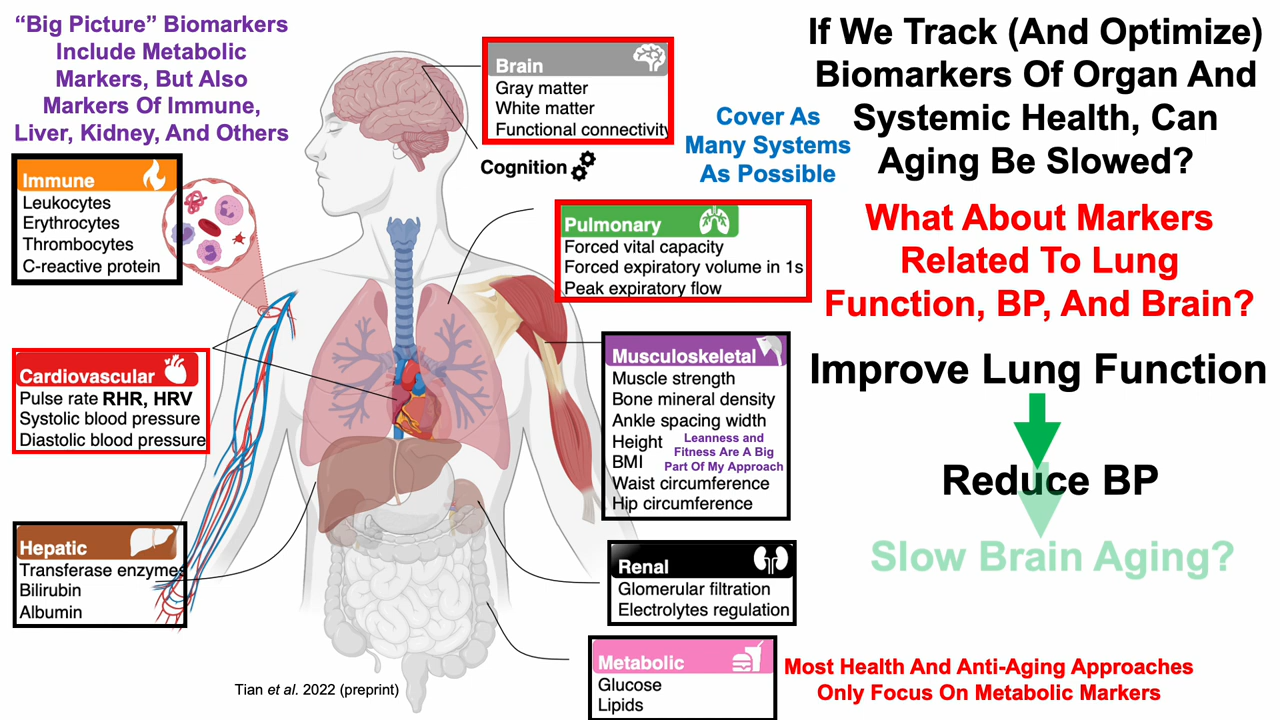 “Big Picture” Biomarkers
Include Metabolic
Markers, But Also
Markers Of Immune,
Liver, Kidney, And Others
Immune
Leukocytes
Erythrocytes
Thrombocytes
C-reactive protein
Cardiovascular
Pulse rate RHR, HRV
Systolic blood pressure
Diastolic blood pressure
Hepatic
Transferase enzymes
Bilirubin
Albumin
Tian et al. 2022 (preprint)
Brain
Gray matter
White matter
Functional connectivity
Cognition
Cover As
Many Systems
As Possible
Pulmonary
Forced vital capacity
Forced expiratory volume in 1s
Peak expiratory flow
Musculoskeletal
Muscle strength
Bone mineral density
Ankle spacing width
Height
BMI
Leanness and
Fitness Are A Big
Part Of My Approach
Waist circumference
Hip circumference
Renal
Glomerular filtration
Electrolytes regulation
Metabolic
Glucose
Lipids
If We Track (And Optimize)
Biomarkers Of Organ And
Systemic Health, Can
Aging Be Slowed?
What About Markers
Related To Lung
Function, BP, And Brain?
Improve Lung Function
Reduce BP
Slow Brain Aging?
Most Health And Anti-Aging Approaches
Only Focus On Metabolic Markers